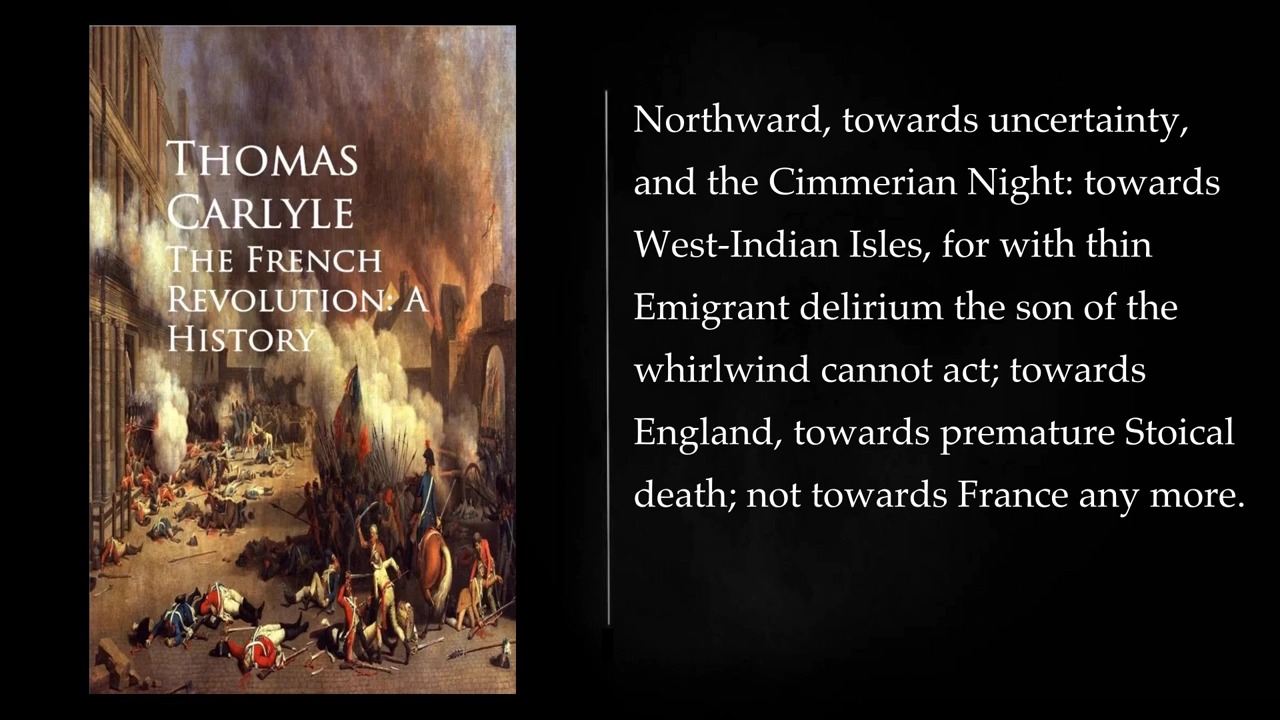 THOMAS
CARLYLE
THE FRENCH
REVOLUTION: A
HISTORY
Northward, towards uncertainty,
and the Cimmerian Night: towards
West-Indian Isles, for with thin
Emigrant delirium the son of the
whirlwind cannot act; towards
England, towards premature Stoical
death; not towards France any more.